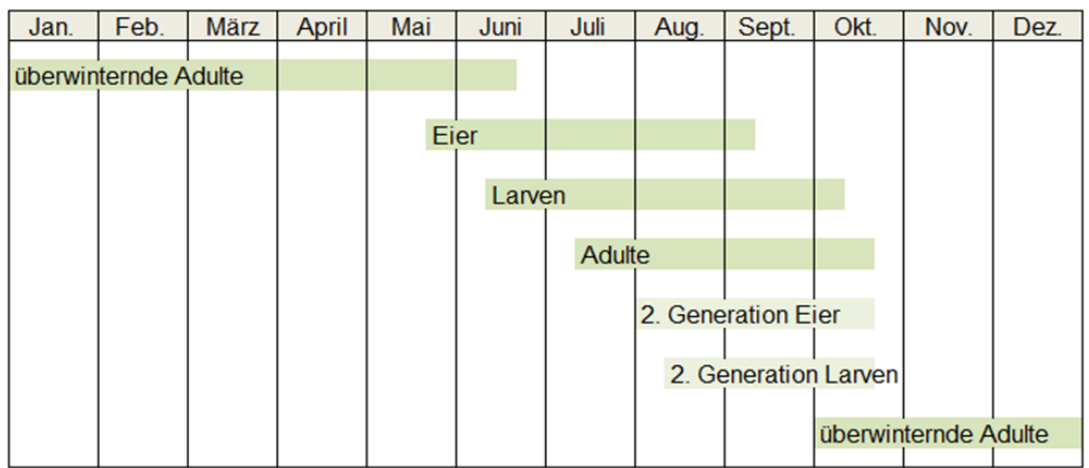 Jan. Feb. März April Mai Juni Juli Aug. Sept. Okt. Nov. Dez.
überwinternde Adulte
Eier
Larven
Adulte
2. Generation Eier
2. Generation Larven
überwinternde Adulte